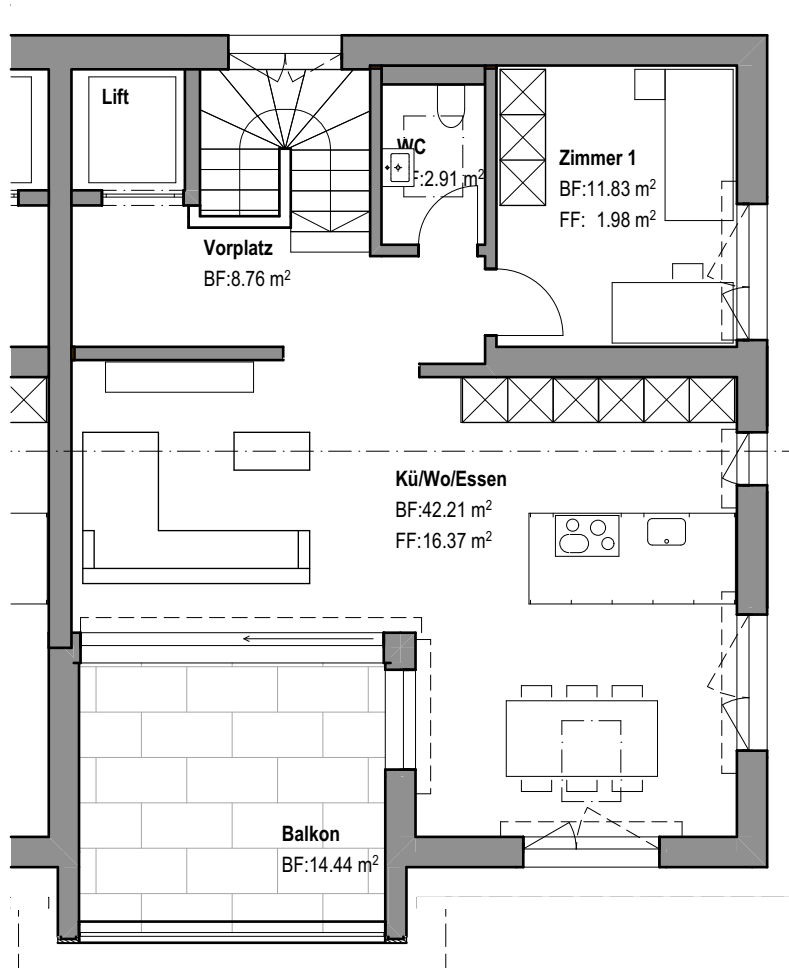 Lift
WC
F:2.91 m²
Zimmer 1
BF:11.83 m²
FF: 1.98 m²
Vorplatz
BF:8.76 m²
Kü/Wo/Essen
BF:42.21 m²
FF:16.37 m²
Balkon
BF:14.44 m²